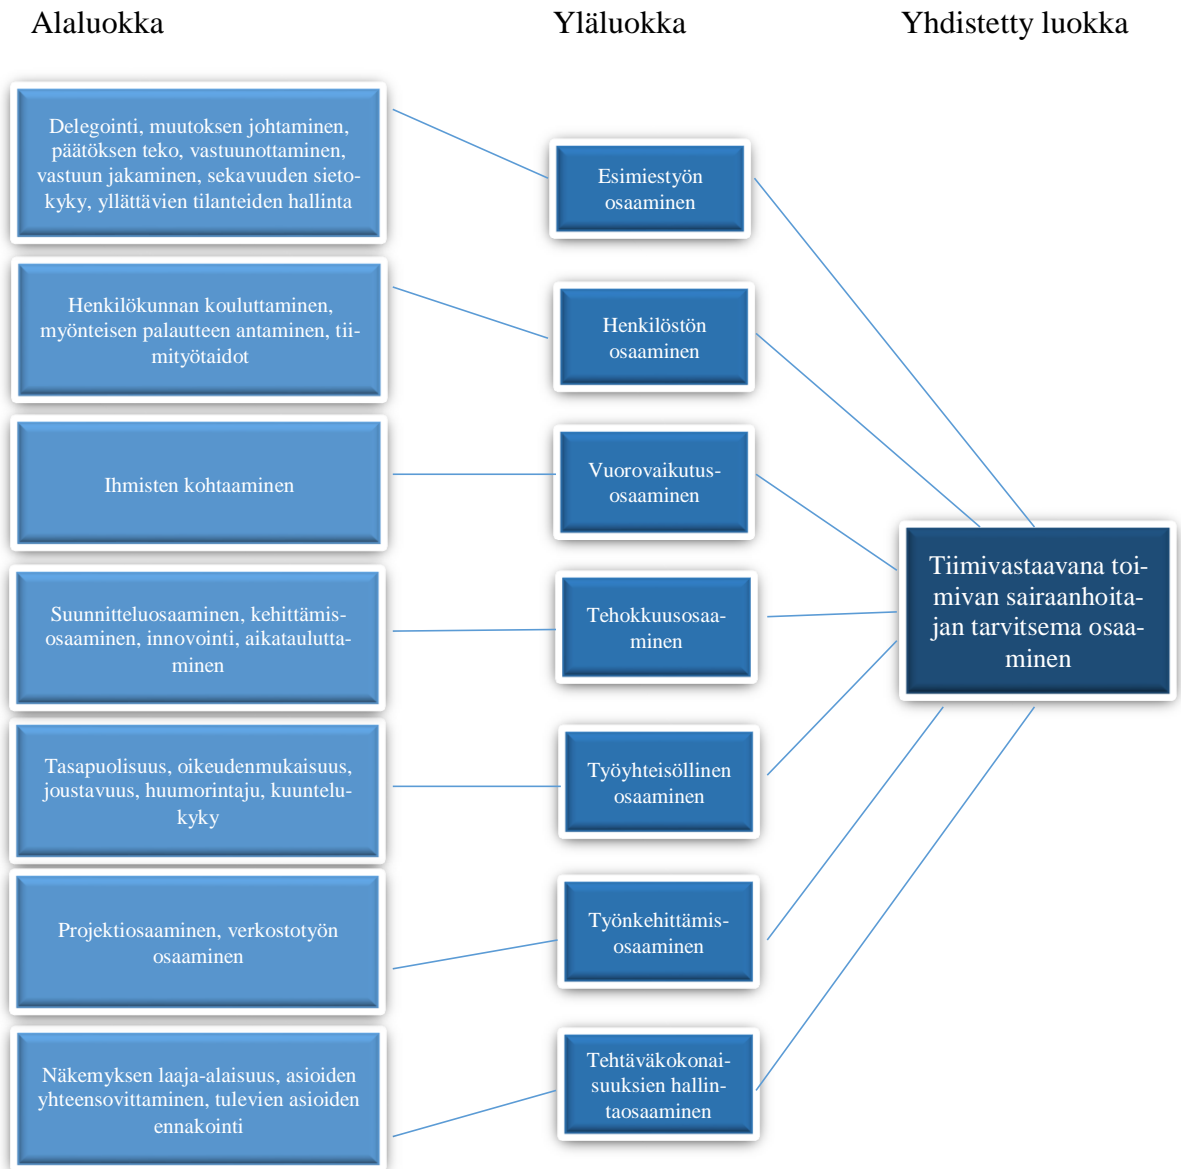 Alaluokka
Yläluokka
Yhdistetty luokka
Delegointi, muutoksen johtaminen,
päätöksen teko, vastuunottaminen,
vastuun jakaminen, sekavuuden sieto-
kyky, yllättävien tilanteiden hallinta
Esimiestyön
osaaminen
Henkilökunnan kouluttaminen,
myönteisen palautteen antaminen, tii-
mityötaidot
Henkilöstön
osaaminen
Ihmisten kohtaaminen
Vuorovaikutus-
osaaminen
Suunnitteluosaaminen, kehittämis-
osaaminen, innovointi, aikatauluttа-
minen
Tehokkuusosaa-
minen
Tasapuolisuus, oikeudenmukaisuus,
joustavuus, huumorintaju, kuuntelu-
kyky
Työyhteisöllinen
osaaminen
Projektiosaaminen, verkostotyön
osaaminen
Työnkehittämis-
osaaminen
Näkemyksen laaja-alaisuus, asioiden
yhteensovittaminen, tulevien asioiden
ennakointi
Tehtäväkokonai-
suuksien hallin-
taosaaminen
Tiimivastaavana toi-
mivan sairaanhoita-
jan tarvitsema osaa-
minen